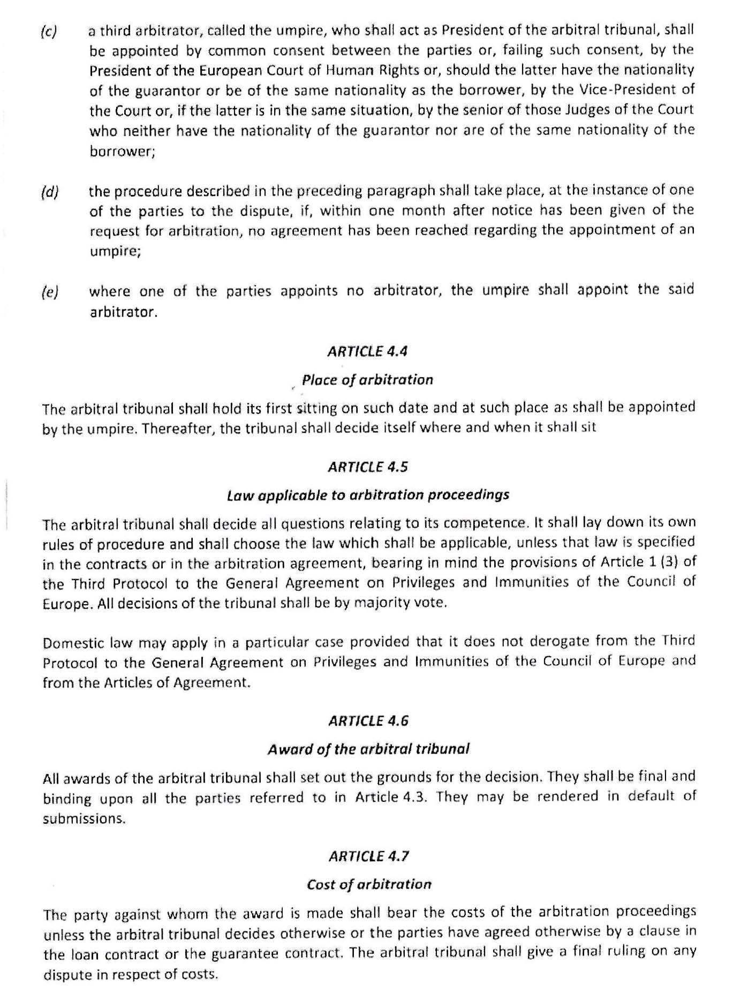 (c) a third arbitrator, called the umpire, who shall act as President of the arbitral tribunal, shall
be appointed by common consent between the parties or, failing such consent, by the
President of the European Court of Human Rights or, should the latter have the nationality
of the guarantor or be of the same nationality as the borrower, by the Vice-President of
the Court or, if the latter is in the same situation, by the senior of those Judges of the Court
who neither have the nationality of the guarantor nor are of the same nationality of the
borrower;
(d) the procedure described in the preceding paragraph shall take place, at the instance of one
of the parties to the dispute, if, within one month after notice has been given of the
request for arbitration, no agreement has been reached regarding the appointment of an
umpire;
(e) where one of the parties appoints no arbitrator, the umpire shall appoint the said
arbitrator.
ARTICLE 4.4
Place of arbitration
The arbitral tribunal shall hold its first sitting on such date and at such place as shall be appointed
by the umpire. Thereafter, the tribunal shall decide itself where and when it shall sit
ARTICLE 4.5
Law applicable to arbitration proceedings
The arbitral tribunal shall decide all questions relating to its competence. It shall lay down its own
rules of procedure and shall choose the law which shall be applicable, unless that law is specified
in the contracts or in the arbitration agreement, bearing in mind the provisions of Article 1 (3) of
the Third Protocol to the General Agreement on Privileges and Immunities of the Council of
Europe. All decisions of the tribunal shall be by majority vote.
Domestic law may apply in a particular case provided that it does not derogate from the Third
Protocol to the General Agreement on Privileges and Immunities of the Council of Europe and
from the Articles of Agreement.
ARTICLE 4.6
Award of the arbitral tribunal
All awards of the arbitral tribunal shall set out the grounds for the decision. They shall be final and
binding upon all the parties referred to in Article 4.3. They may be rendered in default of
submissions.
ARTICLE 4.7
Cost of arbitration
The party against whom the award is made shall bear the costs of the arbitration proceedings
unless the arbitral tribunal decides otherwise or the parties have agreed otherwise by a clause in
the loan contract or the guarantee contract. The arbitral tribunal shall give a final ruling on any
dispute in respect of costs.